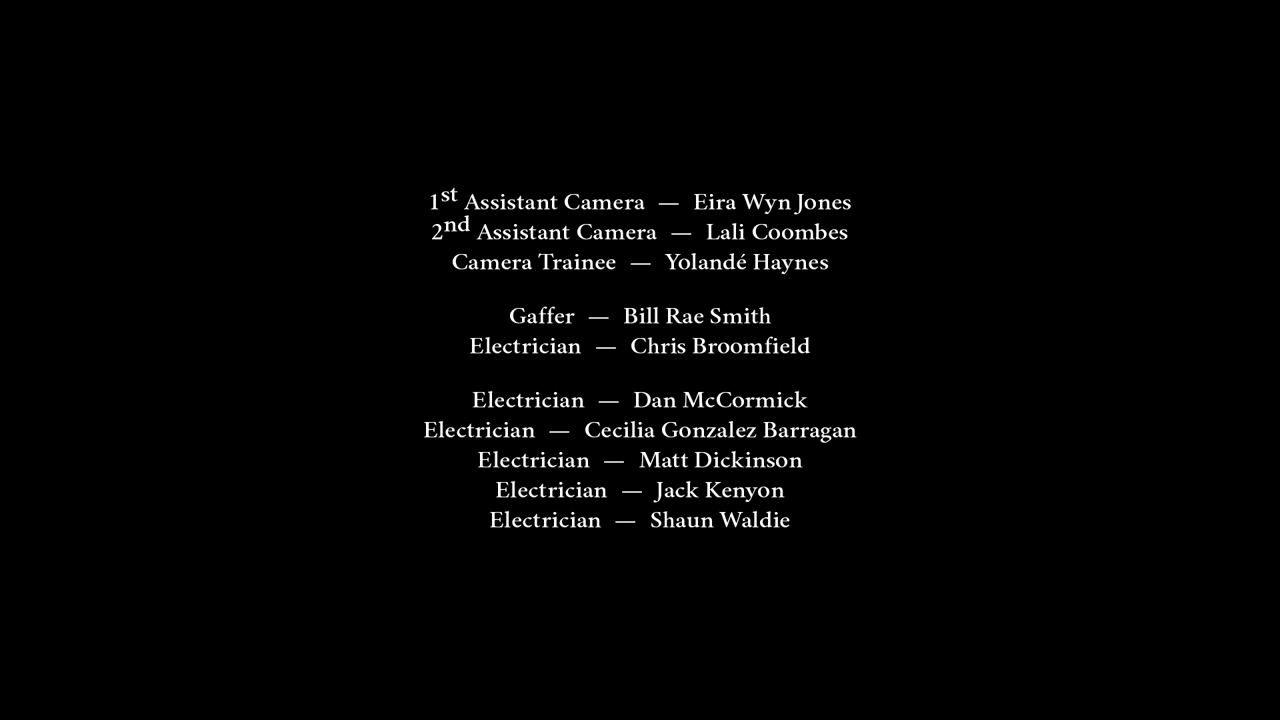 1st Assistant Camera — Eira Wyn Jones
2nd Assistant Camera — Lali Coombes
Camera Trainee — Yolandé Haynes
Gaffer — Bill Rae Smith
Electrician — Chris Broomfield
Electrician — Dan McCormick
Electrician — Cecilia Gonzalez Barragan
Electrician — Matt Dickinson
Electrician — Jack Kenyon
Electrician — Shaun Waldie